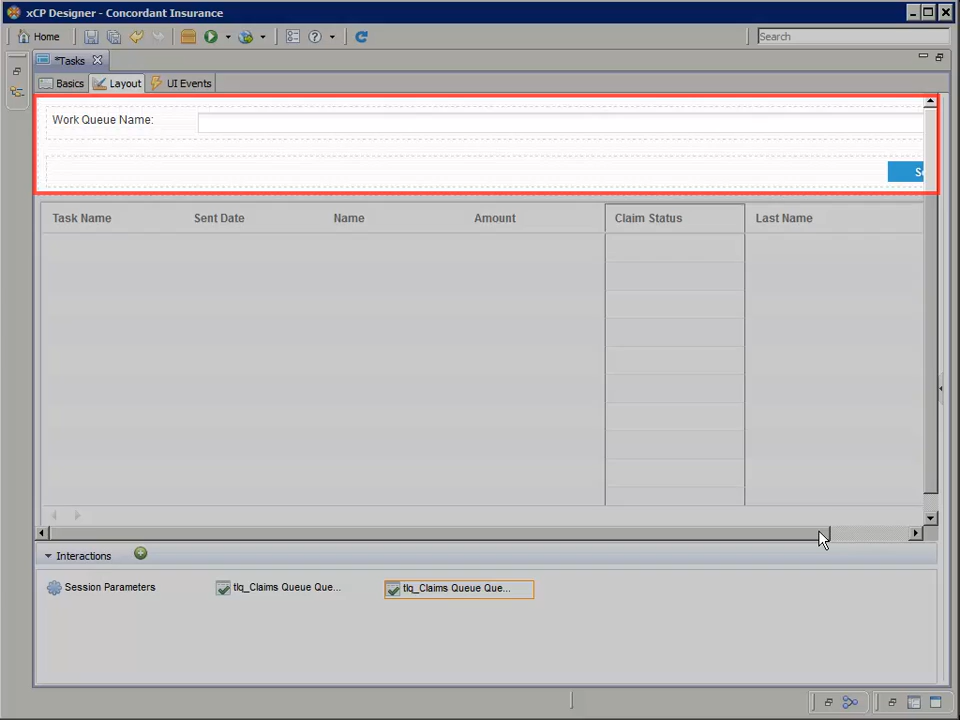 xCP Designer - Concordant Insurance
Home
Search
*Tasks
Basics
Layout
UI Events
Work Queue Name:
Task Name
Sent Date
Name
Amount
Claim Status
Last Name
Interactions
Session Parameters
tlq_Claims Queue Que...
tlq_Claims Queue Que...